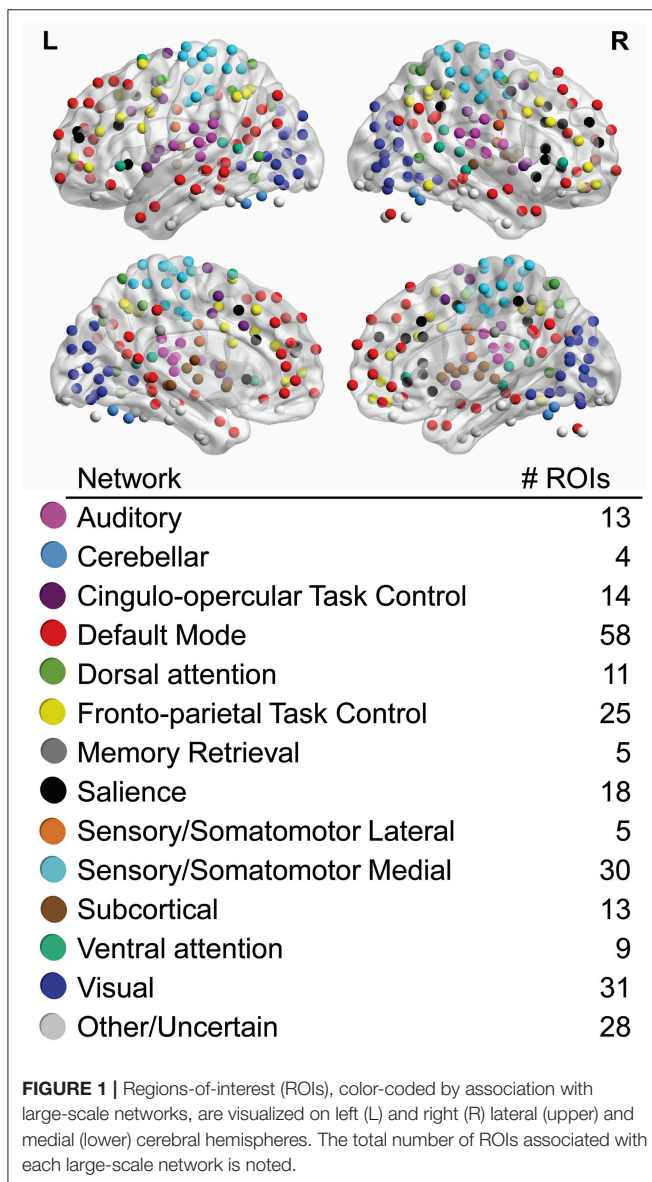 L R
Network # ROIs
Auditory 13
Cerebellar 4
Cingulo-opercular Task Control 14
Default Mode 58
Dorsal attention 11
Fronto-parietal Task Control 25
Memory Retrieval 5
Salience 18
Sensory/Somatomotor Lateral 5
Sensory/Somatomotor Medial 30
Subcortical 13
Ventral attention 9
Visual 31
Other/Uncertain 28
FIGURE 1 | Regions-of-interest (ROIs), color-coded by association with
large-scale networks, are visualized on left (L) and right (R) lateral (upper) and
medial (lower) cerebral hemispheres. The total number of ROIs associated with
each large-scale network is noted.